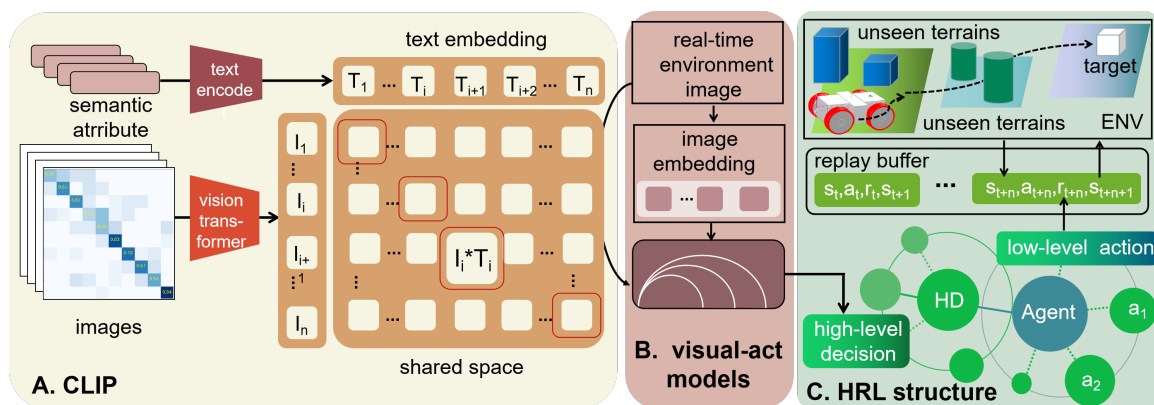 text embedding
text
encode
T1 ... Ti Ti+1 Ti+2 ... Tn
semantic
atrribute
I1
Ii
Ii+
1
In
vision
trans-
former
Ii*Ti
images
shared space
A. CLIP
real-time
environment
image
image
embedding
B. visual-act
models
unseen terrains
target
unseen terrains
ENV
replay buffer
st,at,rt,st+1 ... st+n,at+n,rt+n,st+n+1
low-level action
HD
Agent
a1
a2
high-level
decision
C. HRL structure